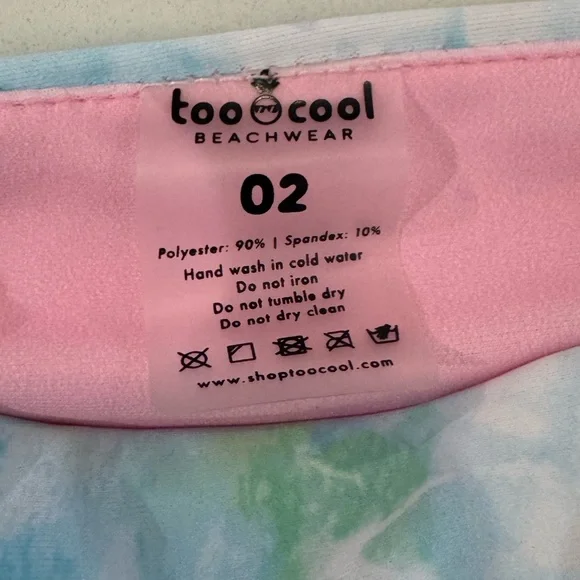 too cool
BEACHWEAR
02
Polyester: 90% | Spandex: 10%
Hand wash in cold water
Do not iron
Do not tumble dry
Do not dry clean
www.shoptoocool.com